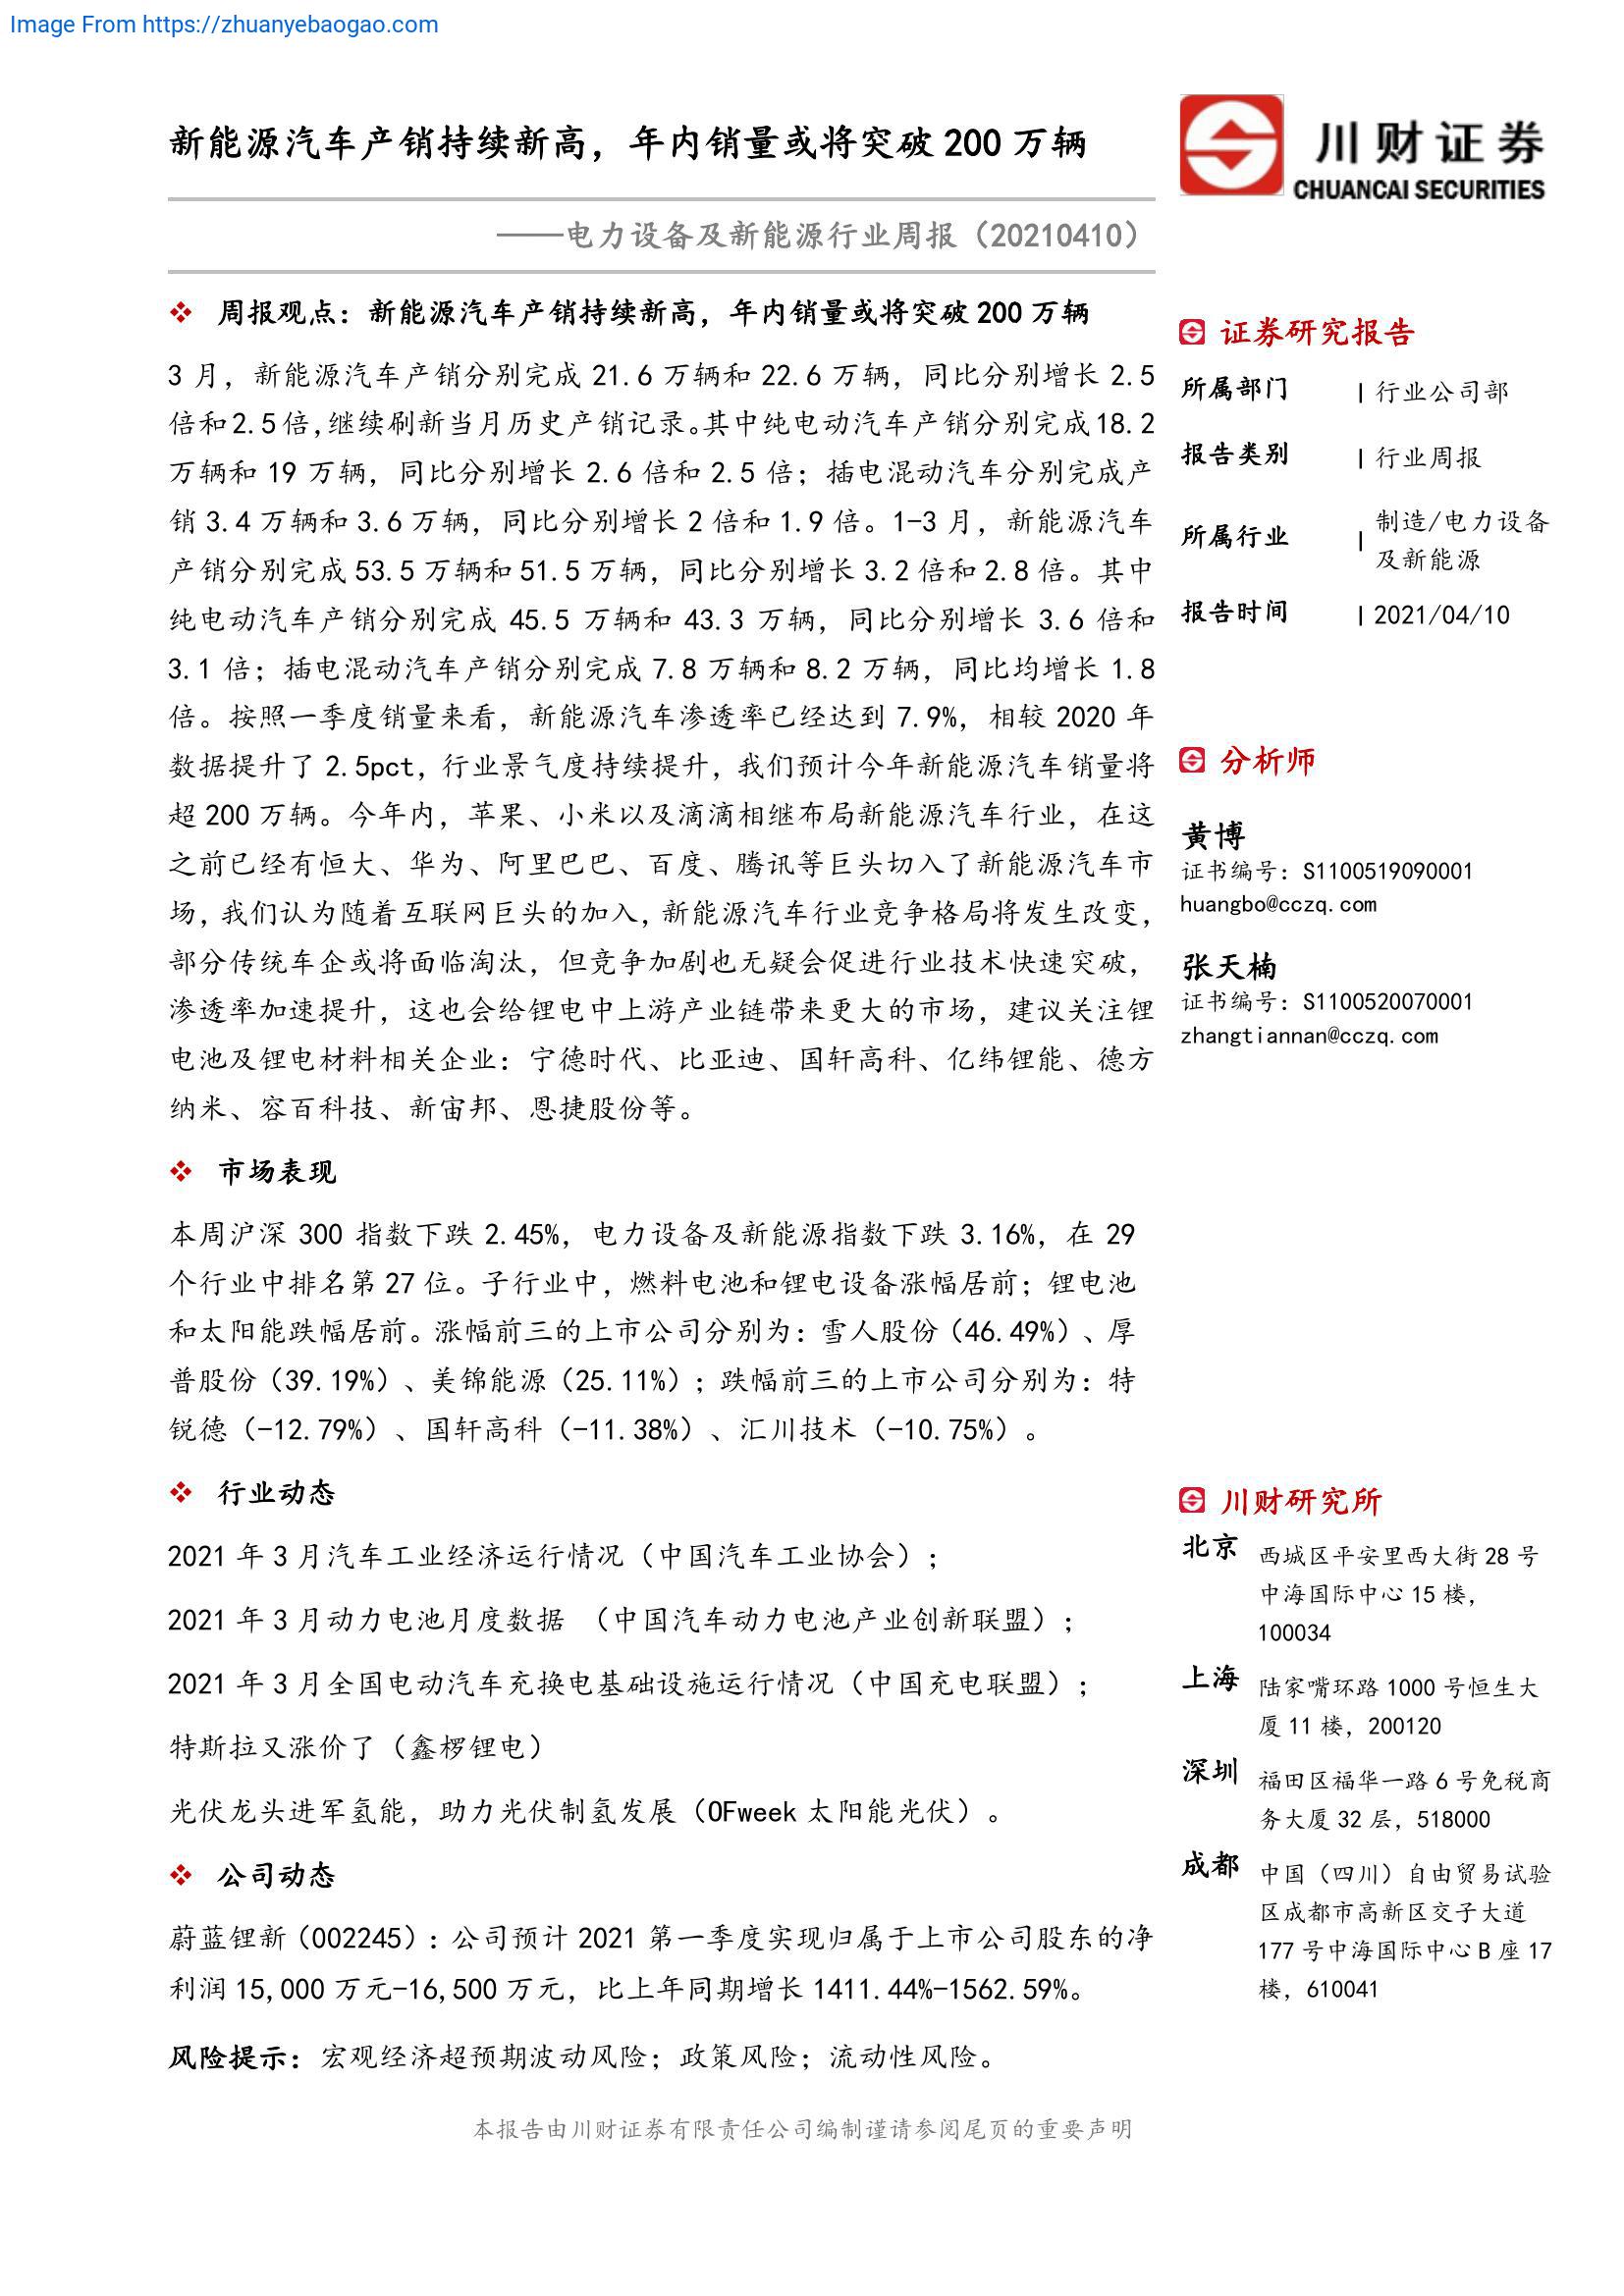 Image From https://zhuanyebaogao.com
新能源汽车产销持续新高，年内销量或将突破 200 万辆
——电力设备及新能源行业周报（20210410）
川财证券
CHUANCAI SECURITIES
周报观点：新能源汽车产销持续新高，年内销量或将突破 200 万辆
3 月，新能源汽车产销分别完成 21.6 万辆和 22.6 万辆，同比分别增长 2.5
倍和 2.5 倍，继续刷新当月历史产销记录。其中纯电动汽车产销分别完成 18.2
万辆和 19 万辆，同比分别增长 2.6 倍和 2.5 倍；插电混动汽车分别完成产
销 3.4 万辆和 3.6 万辆，同比分别增长 2 倍和 1.9 倍。1-3 月，新能源汽车
产销分别完成 53.5 万辆和 51.5 万辆，同比分别增长 3.2 倍和 2.8 倍。其中
纯电动汽车产销分别完成 45.5 万辆和 43.3 万辆，同比分别增长 3.6 倍和
3.1 倍；插电混动汽车产销分别完成 7.8 万辆和 8.2 万辆，同比均增长 1.8
倍。按照一季度销量来看，新能源汽车渗透率已经达到 7.9%，相较 2020 年
数据提升了 2.5pct，行业景气度持续提升，我们预计今年新能源汽车销量将
超 200 万辆。今年内，苹果、小米以及滴滴相继布局新能源汽车行业，在这
之前已经有恒大、华为、阿里巴巴、百度、腾讯等巨头切入了新能源汽车市
场，我们认为随着互联网巨头的加入，新能源汽车行业竞争格局将发生改变，
部分传统车企或将面临淘汰，但竞争加剧也无疑会促进行业技术快速突破，
渗透率加速提升，这也会给锂电中上游产业链带来更大的市场，建议关注锂
电池及锂电材料相关企业：宁德时代、比亚迪、国轩高科、亿纬锂能、德方
纳米、容百科技、新宙邦、恩捷股份等。
市场表现
本周沪深 300 指数下跌 2.45%，电力设备及新能源指数下跌 3.16%，在 29
个行业中排名第 27 位。子行业中，燃料电池和锂电设备涨幅居前；锂电池
和太阳能跌幅居前。涨幅前三的上市公司分别为：雪人股份（46.49%）、厚
普股份（39.19%）、美锦能源（25.11%）；跌幅前三的上市公司分别为：特
锐德（-12.79%）、国轩高科（-11.38%）、汇川技术（-10.75%）。
行业动态
2021 年 3 月汽车工业经济运行情况（中国汽车工业协会）；
2021 年 3 月动力电池月度数据 （中国汽车动力电池产业创新联盟）；
2021 年 3 月全国电动汽车充换电基础设施运行情况（中国充电联盟）；
特斯拉又涨价了（鑫椤锂电）
光伏龙头进军氢能，助力光伏制氢发展（OFweek 太阳能光伏）。
公司动态
蔚蓝锂新（002245）：公司预计 2021 第一季度实现归属于上市公司股东的净
利润 15,000 万元-16,500 万元，比上年同期增长 1411.44%-1562.59%。
风险提示：宏观经济超预期波动风险；政策风险；流动性风险。
证券研究报告
所属部门 | 行业公司部
报告类别 | 行业周报
所属行业 | 制造/电力设备
及新能源
报告时间 | 2021/04/10
分析师
黄博
证书编号：S1100519090001
huangbo@cczq.com
张天楠
证书编号：S1100520070001
zhangtiannan@cczq.com
川财研究所
北京 西城区平安里西大街 28 号
中海国际中心 15 楼，
100034
上海 陆家嘴环路 1000 号恒生大
厦 11 楼，200120
深圳 福田区福华一路 6 号免税商
务大厦 32 层，518000
成都 中国（四川）自由贸易试验
区成都市高新区交子大道
177 号中海国际中心 B 座 17
楼，610041
本报告由川财证券有限责任公司编制谨请参阅尾页的重要声明